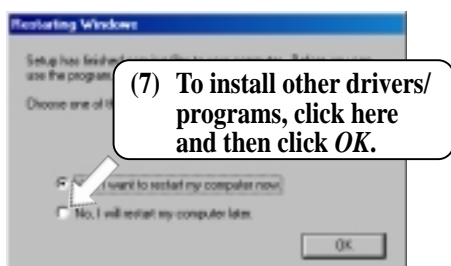 Restarting Windows
Setup has finished
use the program,
Choose one of
(7) To install other drivers/
programs, click here
and then click OK.
I want to restart my computer now.
No, I will restart my computer later.
OK